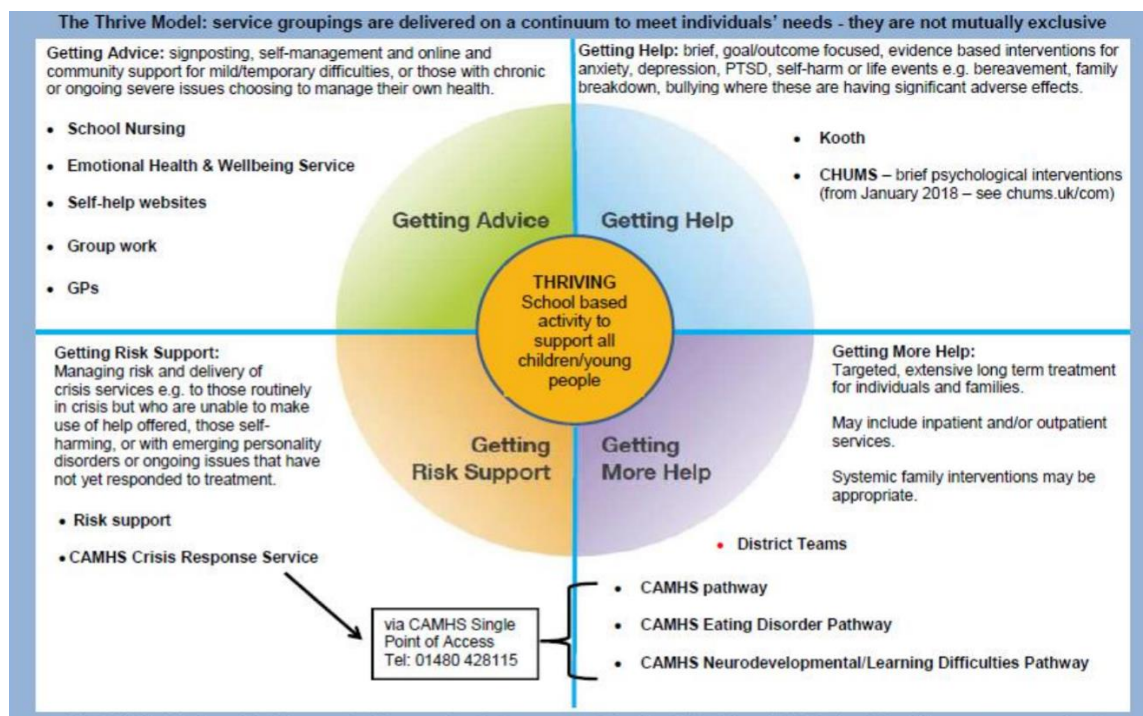 The Thrive Model: service groupings are delivered on a continuum to meet individuals' needs - they are not mutually exclusive
Getting Advice: signposting, self-management and online and
community support for mild/temporary difficulties, or those with chronic
or ongoing severe issues choosing to manage their own health.
• School Nursing
• Emotional Health & Wellbeing Service
• Self-help websites
• Group work
• GPs
Getting Help: brief, goal/outcome focused, evidence based interventions for
anxiety, depression, PTSD, self-harm or life events e.g. bereavement, family
breakdown, bullying where these are having significant adverse effects.
• Kooth
• CHUMS – brief psychological interventions
(from January 2018 – see chums.uk/com)
Getting Advice
Getting Help
THRIVING
School based
activity to
support all
children/young
people
Getting Risk Support:
Managing risk and delivery of
crisis services e.g. to those routinely
in crisis but who are unable to make
use of help offered, those self-
harming, or with emerging personality
disorders or ongoing issues that have
not yet responded to treatment.
• Risk support
• CAMHS Crisis Response Service
Getting
Risk Support
Getting
More Help
Getting More Help:
Targeted, extensive long term treatment
for individuals and families.
May include inpatient and/or outpatient
services.
Systemic family interventions may be
appropriate.
• District Teams
via CAMHS Single
Point of Access
Tel: 01480 428115
• CAMHS pathway
• CAMHS Eating Disorder Pathway
• CAMHS Neurodevelopmental/Learning Difficulties Pathway